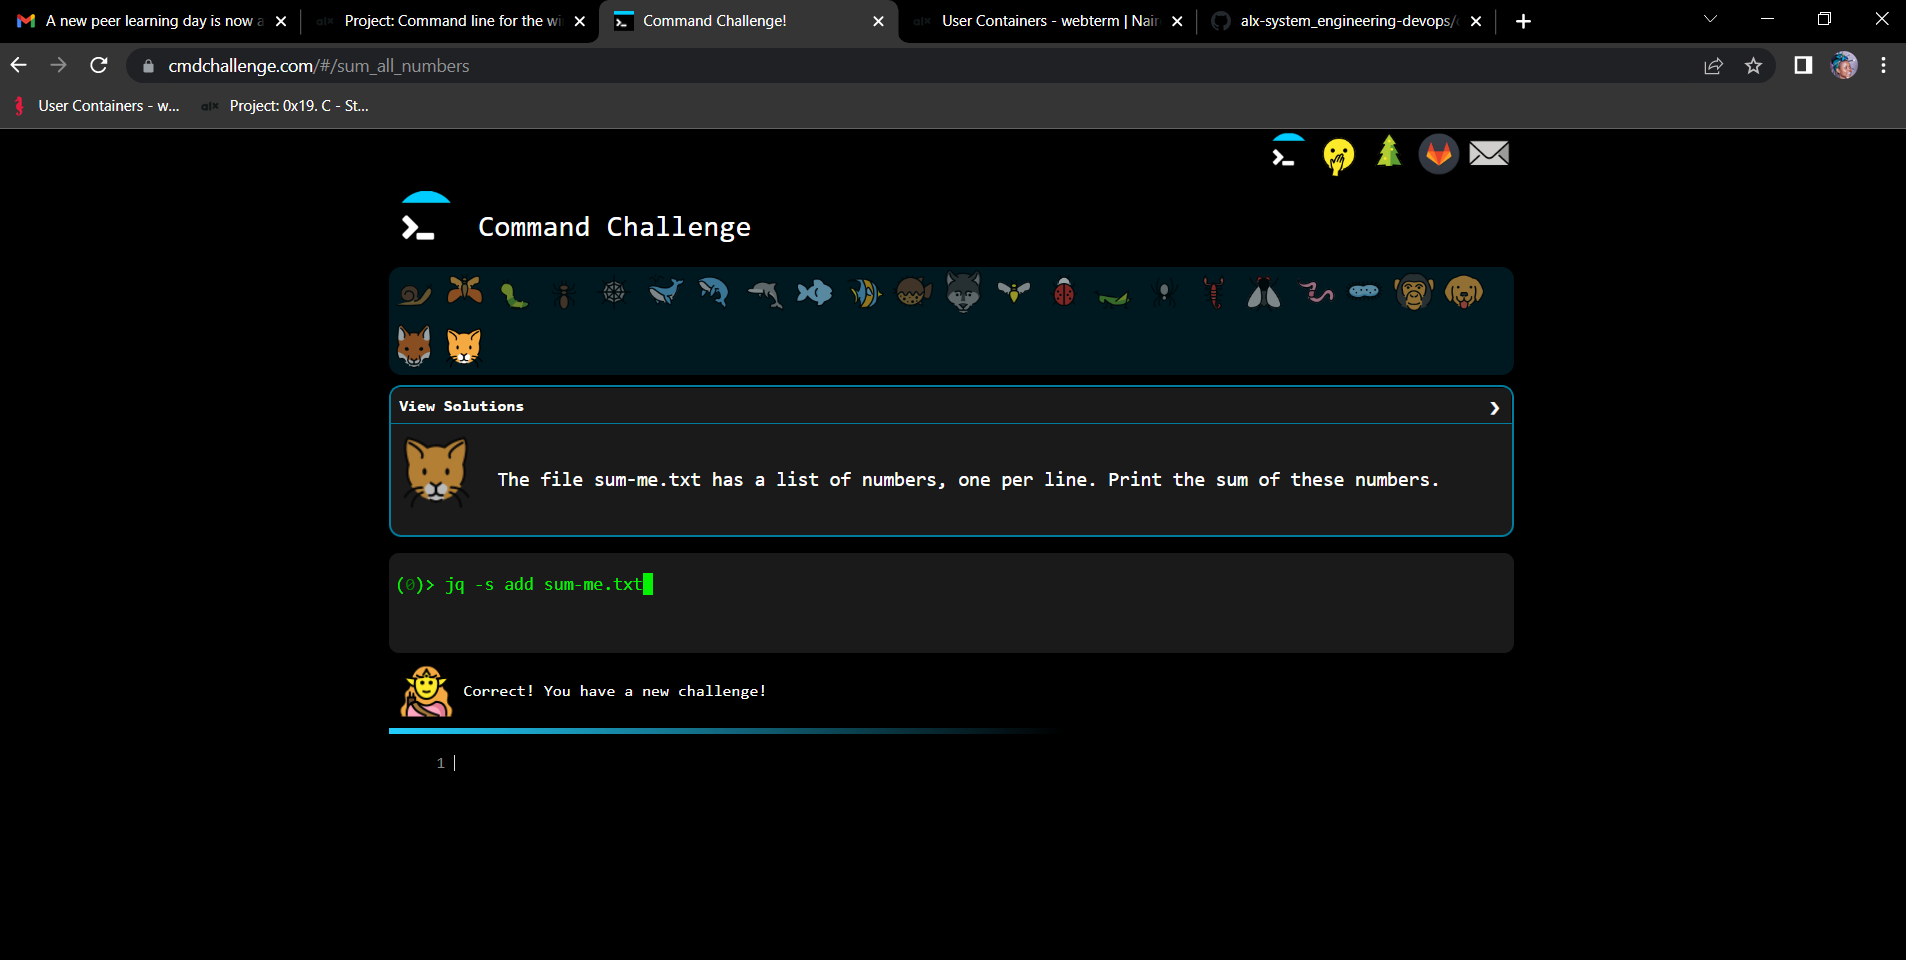 A new peer learning day is now
Project: Command line for the wi
Command Challenge!
User Containers - webterm | Nair
alx-system_engineering-devops/
cmdchallenge.com/#/sum_all_numbers
User Containers - w...
alx
Project: 0x19. C - St...
Command Challenge
View Solutions
The file sum-me.txt has a list of numbers, one per line. Print the sum of these numbers.
(0)> jq -s add sum-me.txt
Correct! You have a new challenge!
1